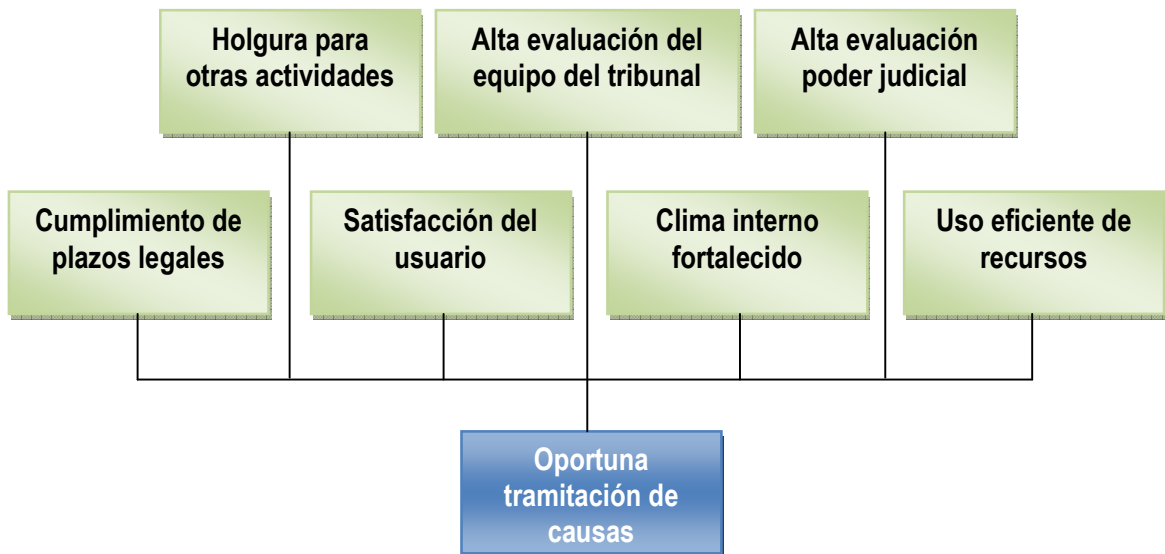 Holgura para
otras actividades
Alta evaluación del
equipo del tribunal
Alta evaluación
poder judicial
Cumplimiento de
plazos legales
Satisfacción del
usuario
Clima interno
fortalecido
Uso eficiente de
recursos
Oportuna
tramitación de
causas